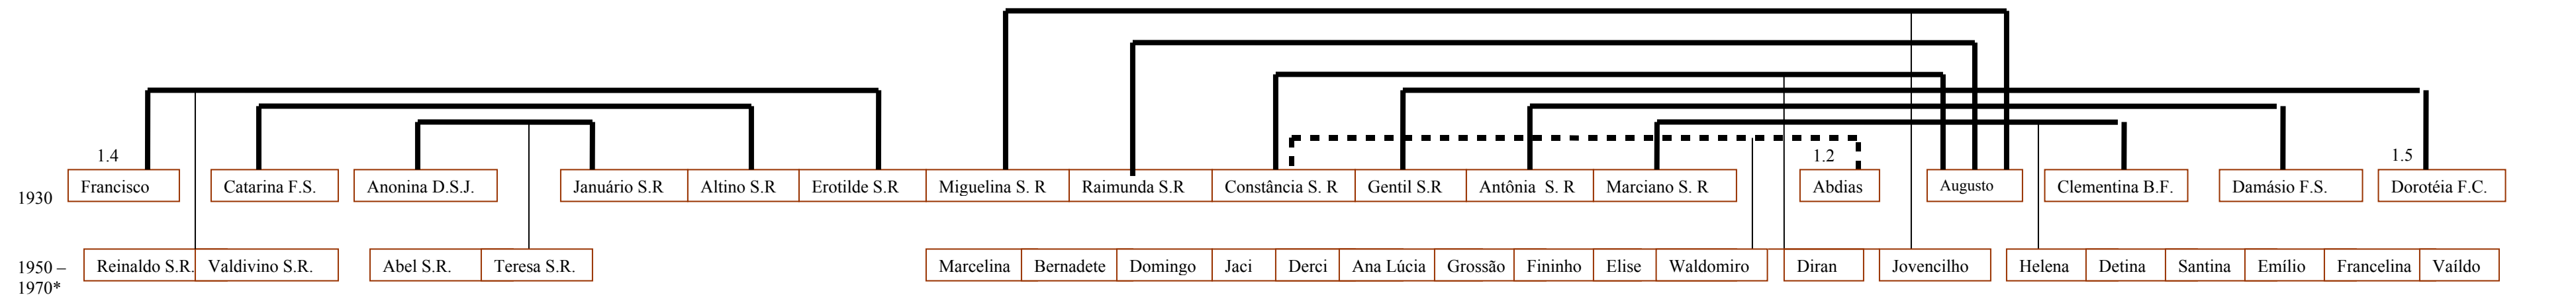 1.4
1.2
1.5
1930
Francisco
Catarina F.S.
Anonina D.S.J.
Januário S.R
Altino S.R
Erotilde S.R
Miguelina S. R
Raimunda S.R
Constância S. R
Gentil S.R
Antônia S. R
Marciano S. R
Abdias
Augusto
Clementina B.F.
Damásio F.S.
Dorotéia F.C.
1950 –
1970*
Reinaldo S.R.
Valdivino S.R.
Abel S.R.
Teresa S.R.
Marcelina
Bernadete
Domingo
Jaci
Derci
Ana Lúcia
Grossão
Fininho
Elise
Waldomiro
Diran
Jovencilho
Helena
Detina
Santina
Emílio
Francelina
Vaíldo